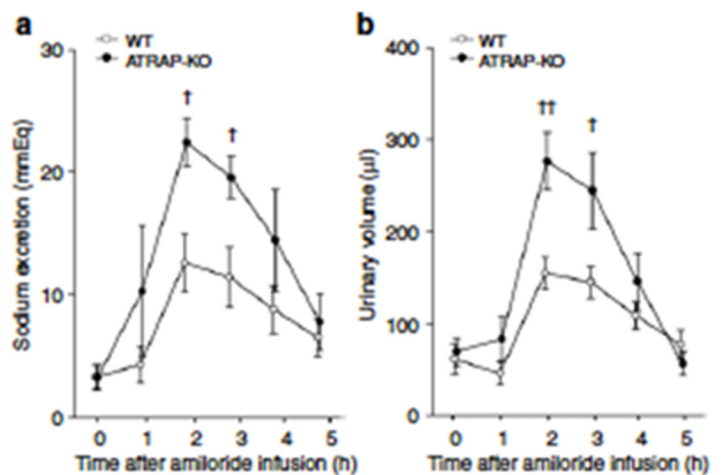 a
WT
ATRAP-KO
30
20
10
0
Sodium excretion (mmEq)
† †
0 1 2 3 4 5
Time after amiloride infusion (h)
b
WT
ATRAP-KO
400
300
200
100
0
Urinary volume (µl)
†† †
0 1 2 3 4 5
Time after amiloride infusion (h)